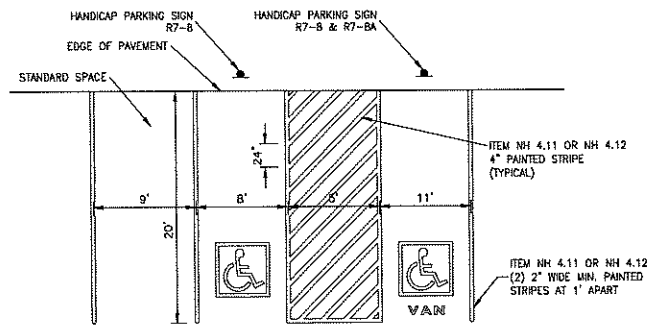 HANDICAP PARKING SIGN
R7-8
HANDICAP PARKING SIGN
R7-8 & R7-8A
EDGE OF PAVEMENT
STANDARD SPACE
ITEM NH 4.11 OR NH 4.12
4" PAINTED STRIPE
(TYPICAL)
24"
9'
8'
5'
11'
20'
ITEM NH 4.11 OR NH 4.12
(2) 2" WIDE MIN. PAINTED
STRIPES AT 1' APART
VAN